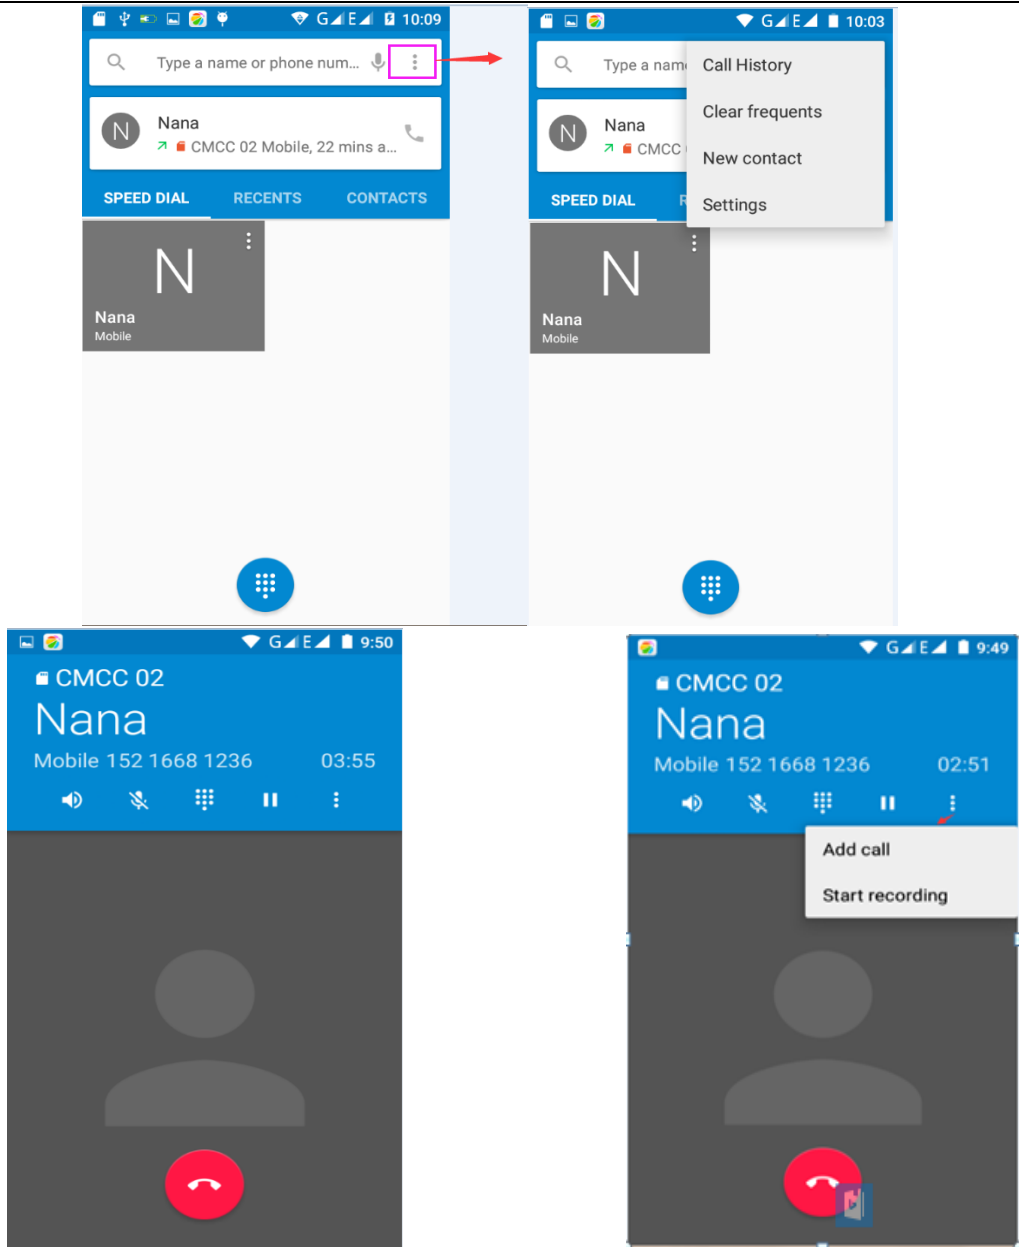 G E 10:09
Type a name or phone num...
Nana
CMCC 02 Mobile, 22 mins a...
SPEED DIAL RECENTS CONTACTS
N
N
Nana
Mobile
G E 10:03
Type a nam
Call History
Clear frequents
New contact
Settings
Nana
CMCC
SPEED DIAL R
N
N
Nana
Mobile
G E 9:50
CMCC 02
Nana
Mobile 152 1668 1236 03:55
G E 9:49
CMCC 02
Nana
Mobile 152 1668 1236 02:51
Add call
Start recording